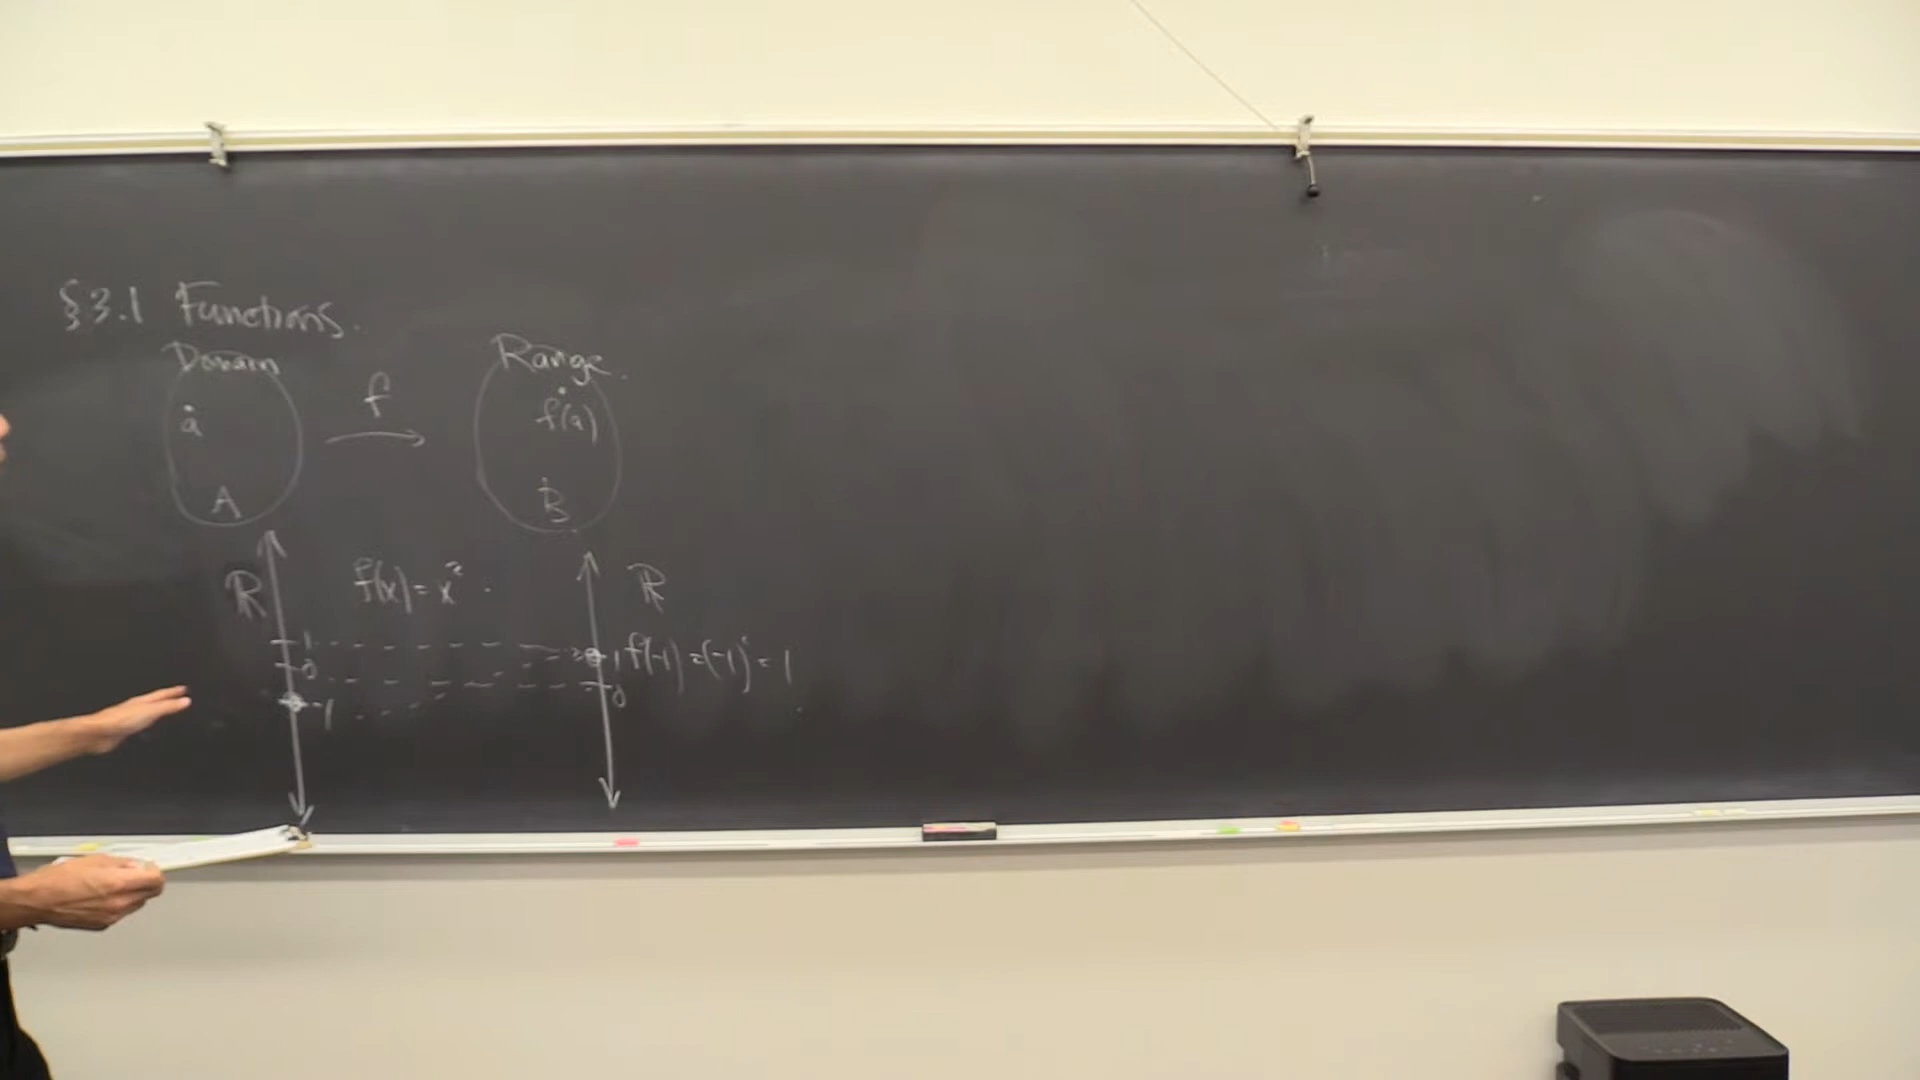 §3.1 Functions.
Domain Range.
a f f(a)
A B
ℝ f(x) = x² ℝ
1 1 f(-1) = (-1)² = 1
0 0
-1